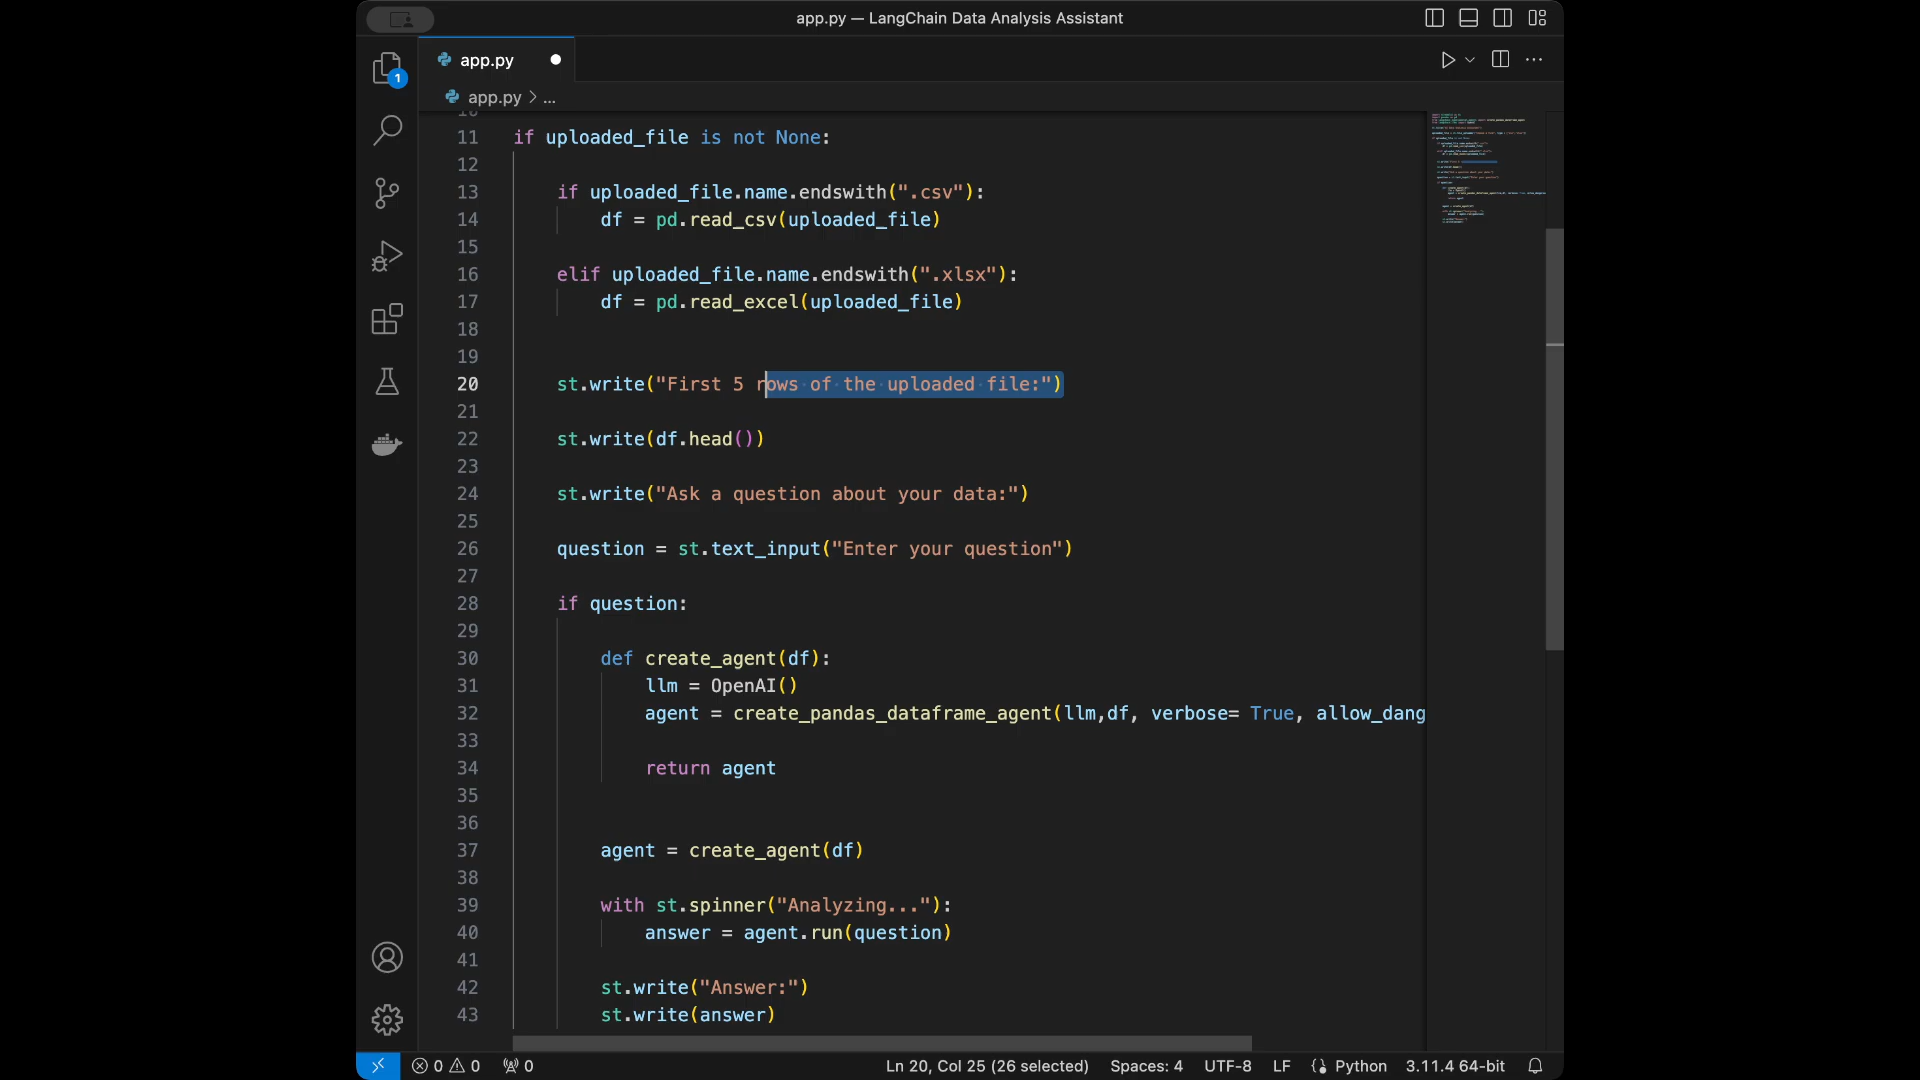 app.py — LangChain Data Analysis Assistant
1
app.py
app.py > ...
10
11 if uploaded_file is not None:
12
13 if uploaded_file.name.endswith(".csv"):
14 df = pd.read_csv(uploaded_file)
15
16 elif uploaded_file.name.endswith(".xlsx"):
17 df = pd.read_excel(uploaded_file)
18
19
20 st.write("First 5 rows of the uploaded file:")
21
22 st.write(df.head())
23
24 st.write("Ask a question about your data:")
25
26 question = st.text_input("Enter your question")
27
28 if question:
29
30 def create_agent(df):
31 llm = OpenAI()
32 agent = create_pandas_dataframe_agent(llm,df, verbose= True, allow_dang
33
34 return agent
35
36
37 agent = create_agent(df)
38
39 with st.spinner("Analyzing..."):
40 answer = agent.run(question)
41
42 st.write("Answer:")
43 st.write(answer)
0 0 0 Ln 20, Col 25 (26 selected) Spaces: 4 UTF-8 LF Python 3.11.4 64-bit